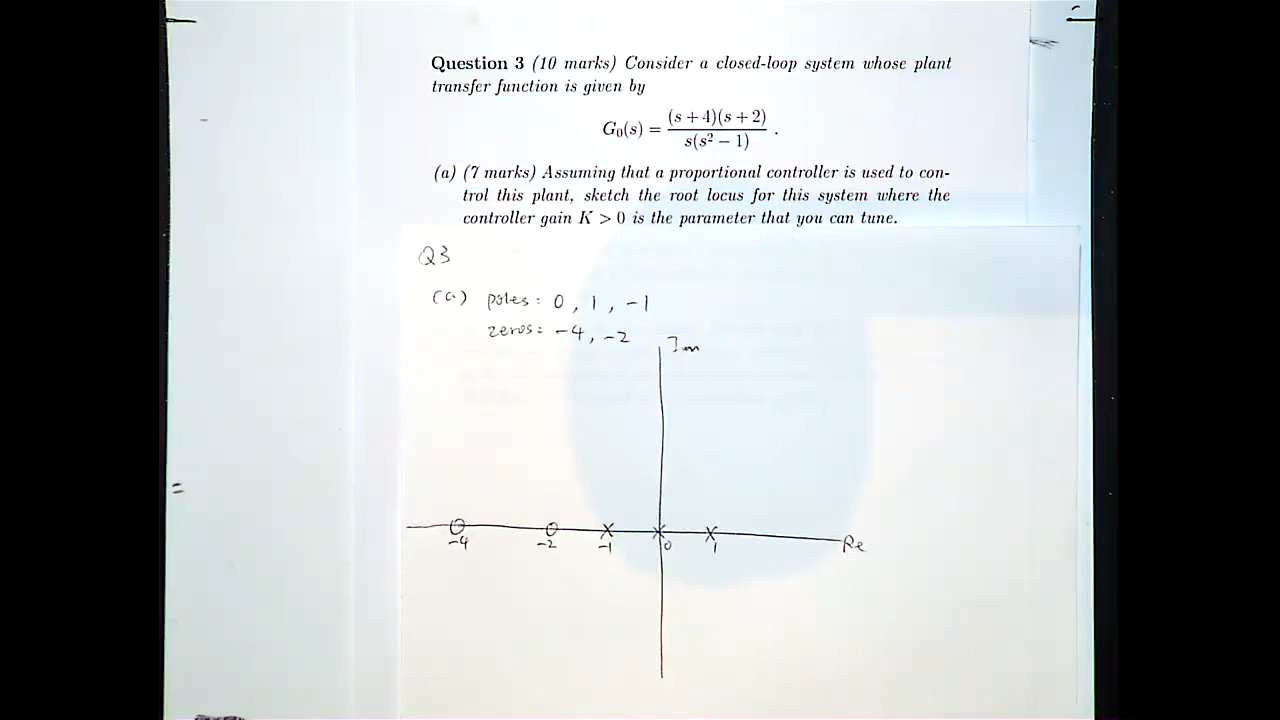 Question 3 (10 marks) Consider a closed-loop system whose plant
transfer function is given by
G₀(s) = (s + 4)(s + 2) / s(s² − 1) .
(a) (7 marks) Assuming that a proportional controller is used to con-
trol this plant, sketch the root locus for this system where the
controller gain K > 0 is the parameter that you can tune.
Q3
(a) poles: 0, 1, -1
zeros: -4, -2
Im
-4 -2 -1 0 1 Re